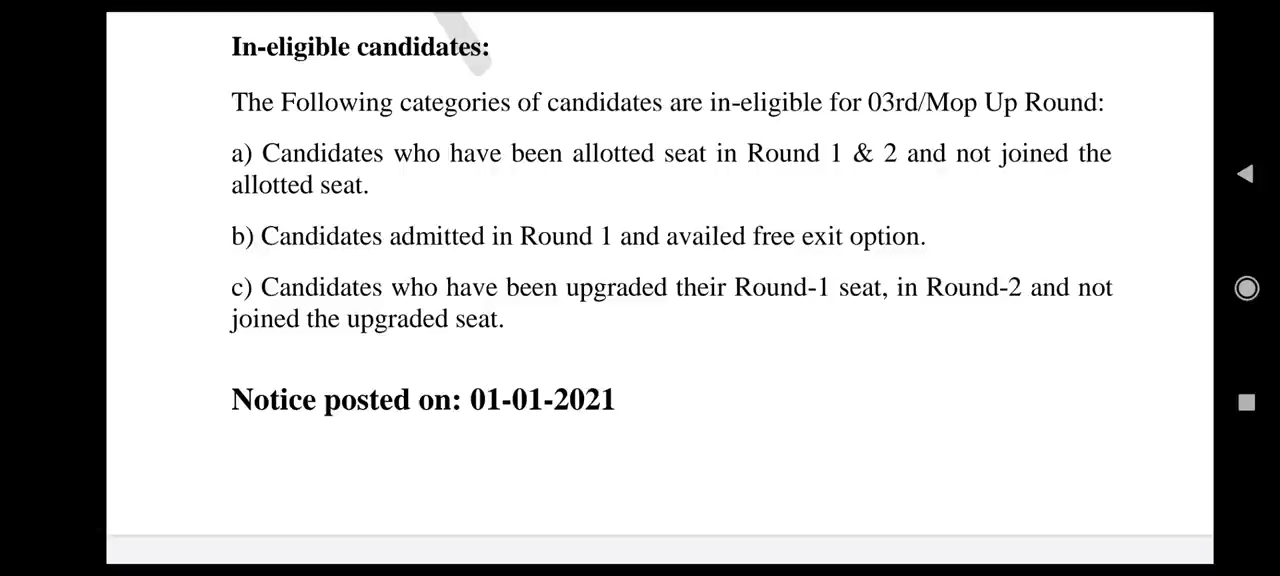 In-eligible candidates:
The Following categories of candidates are in-eligible for 03rd/Mop Up Round:
a) Candidates who have been allotted seat in Round 1 & 2 and not joined the
allotted seat.
b) Candidates admitted in Round 1 and availed free exit option.
c) Candidates who have been upgraded their Round-1 seat, in Round-2 and not
joined the upgraded seat.
Notice posted on: 01-01-2021